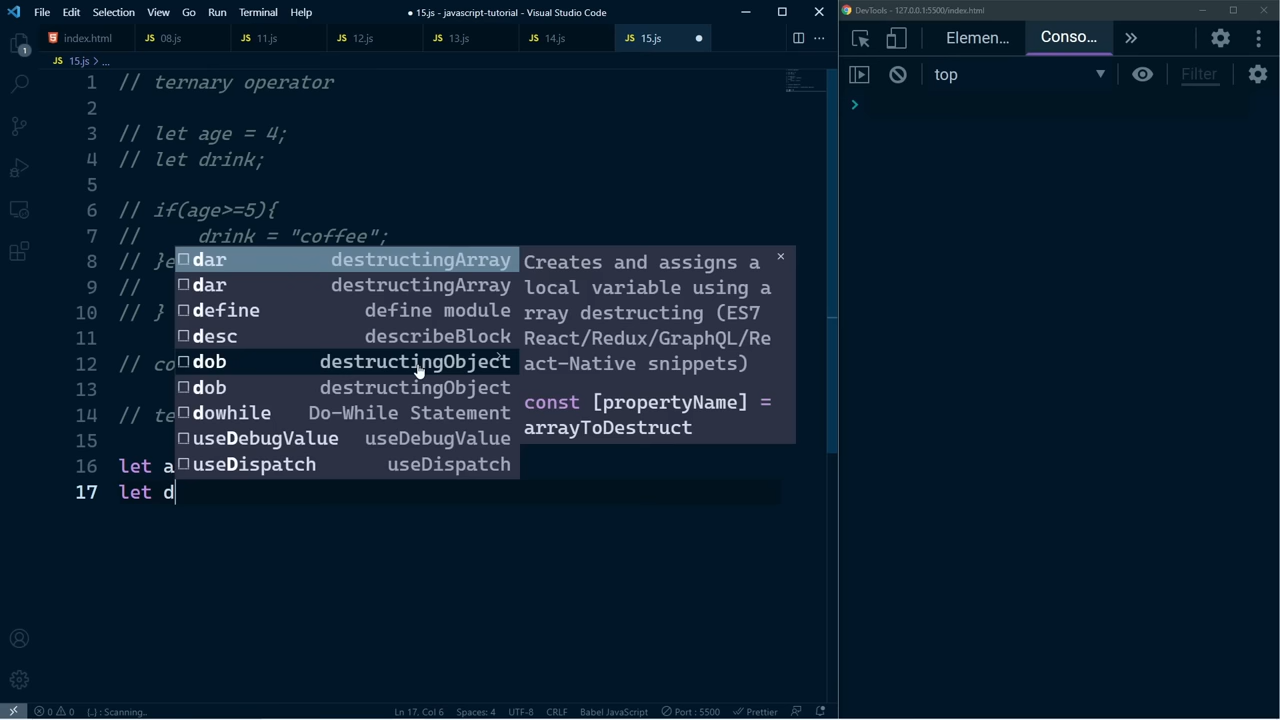 File Edit Selection View Go Run Terminal Help
● 15.js - javascript-tutorial - Visual Studio Code
DevTools - 127.0.0.1:5500/index.html
index.html JS 08.js JS 11.js JS 12.js JS 13.js JS 14.js JS 15.js
Elemen... Conso...
JS 15.js > ...
top Filter
1 // ternary operator
2
3 // let age = 4;
4 // let drink;
5
6 // if(age>=5){
7 // drink = "coffee";
8 // }e
9 //
10 // }
11
12 // co
13
14 // te
15
16 let a
17 let d
dar destructingArray
dar destructingArray
define define module
desc describeBlock
dob destructingObject
dob destructingObject
dowhile Do-While Statement
useDebugValue useDebugValue
useDispatch useDispatch
Creates and assigns a
local variable using a
rray destructing (ES7
React/Redux/GraphQL/Re
act-Native snippets)
const [propertyName] =
arrayToDestruct
1
0 0 {..} : Scanning.. Ln 17, Col 6 Spaces: 4 UTF-8 CRLF Babel JavaScript Port : 5500 Prettier